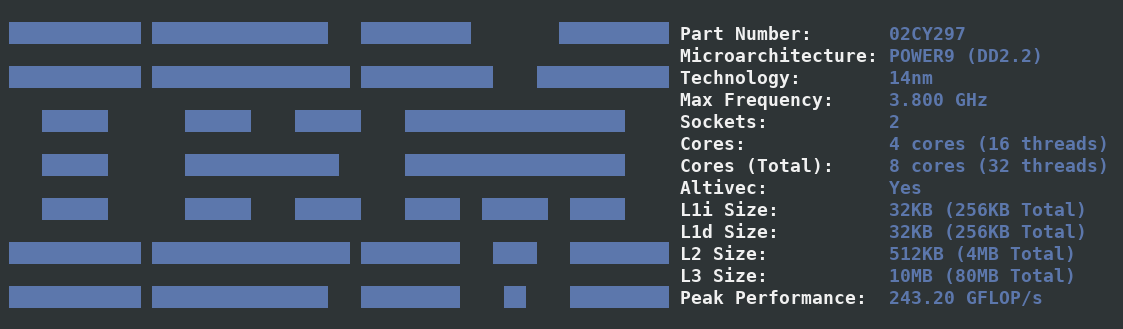 IBM
Part Number: 02CY297
Microarchitecture: POWER9 (DD2.2)
Technology: 14nm
Max Frequency: 3.800 GHz
Sockets: 2
Cores: 4 cores (16 threads)
Cores (Total): 8 cores (32 threads)
Altivec: Yes
L1i Size: 32KB (256KB Total)
L1d Size: 32KB (256KB Total)
L2 Size: 512KB (4MB Total)
L3 Size: 10MB (80MB Total)
Peak Performance: 243.20 GFLOP/s